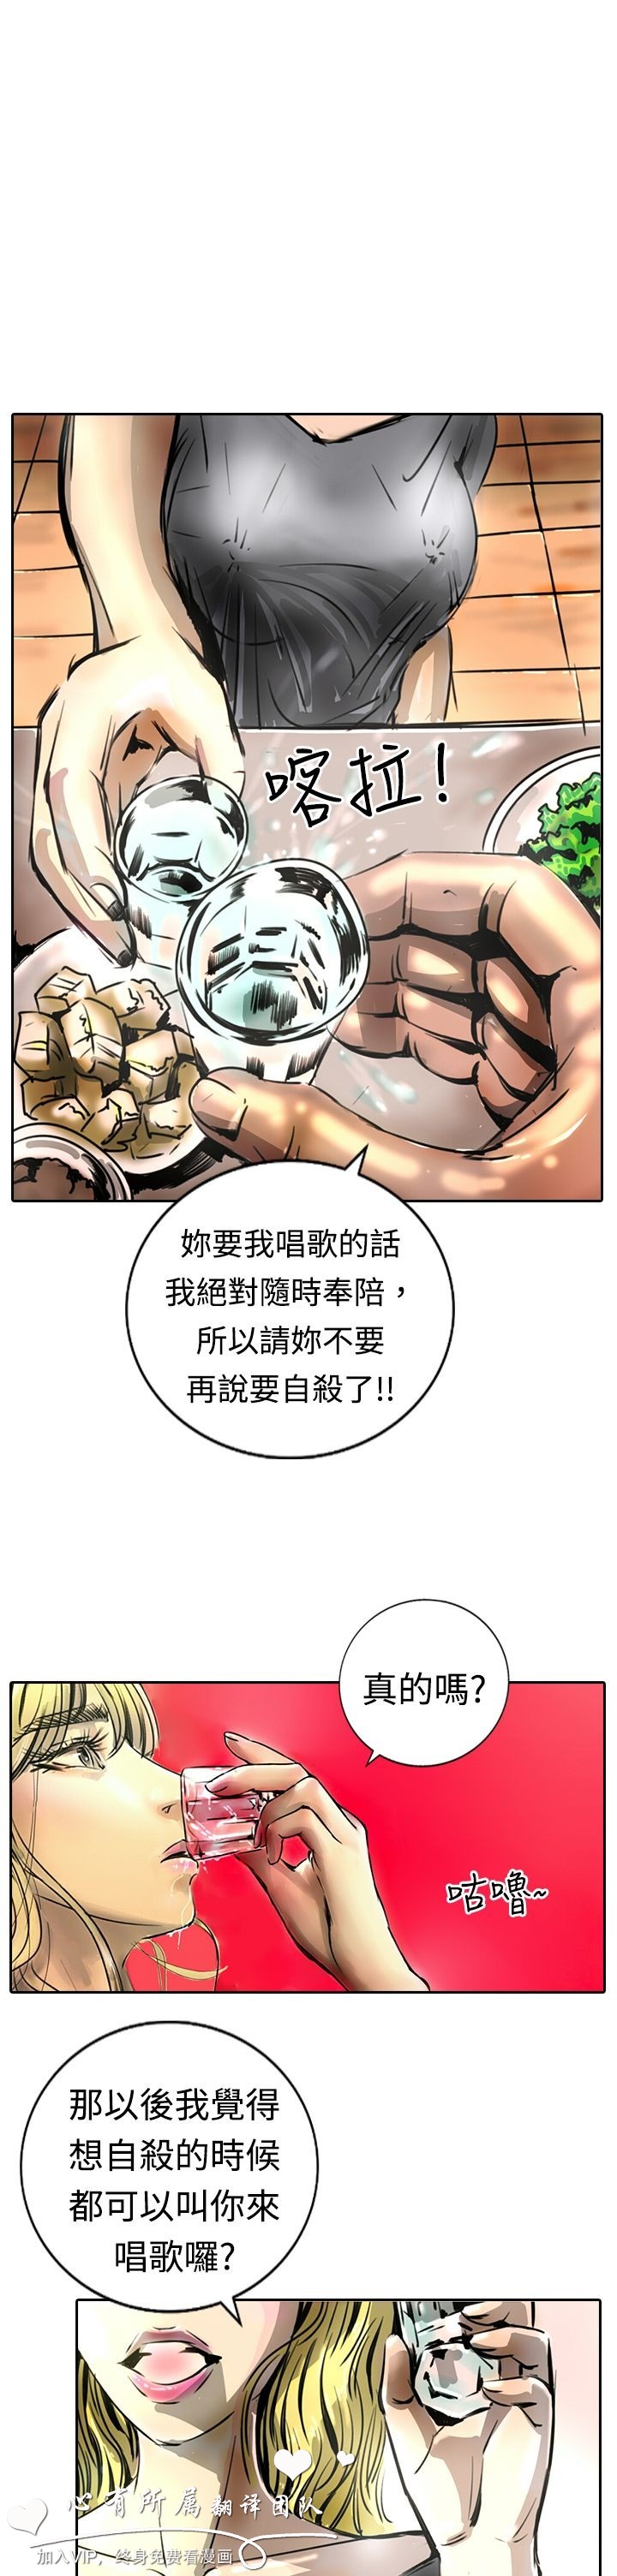 喀拉!
妳要我唱歌的話
我絕對隨時奉陪，
所以請妳不要
再說要自殺了!!
真的嗎?
咕嚕~
那以後我覺得
想自殺的時候
都可以叫你來
唱歌囉?
心有所属翻译团队
加入VIP，终身免费看漫画